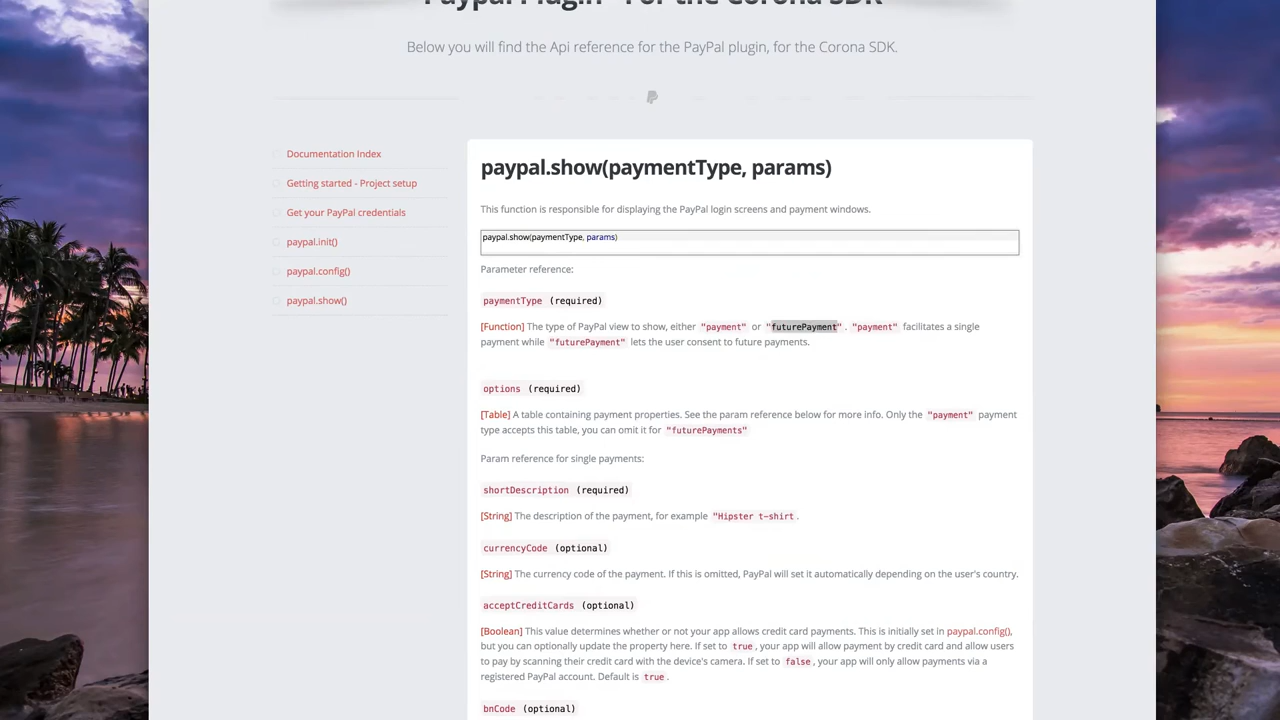 Paypal Plugin - For the Corona SDK
Below you will find the Api reference for the PayPal plugin, for the Corona SDK.
Documentation Index
Getting started - Project setup
Get your PayPal credentials
paypal.init()
paypal.config()
paypal.show()
paypal.show(paymentType, params)
This function is responsible for displaying the PayPal login screens and payment windows.
paypal.show(paymentType, params)
Parameter reference:
paymentType (required)
[Function] The type of PayPal view to show, either "payment" or "futurePayment" . "payment" facilitates a single
payment while "futurePayment" lets the user consent to future payments.
options (required)
[Table] A table containing payment properties. See the param reference below for more info. Only the "payment" payment
type accepts this table, you can omit it for "futurePayments"
Param reference for single payments:
shortDescription (required)
[String] The description of the payment, for example "Hipster t-shirt .
currencyCode (optional)
[String] The currency code of the payment. If this is omitted, PayPal will set it automatically depending on the user's country.
acceptCreditCards (optional)
[Boolean] This value determines whether or not your app allows credit card payments. This is initially set in paypal.config(),
but you can optionally update the property here. If set to true , your app will allow payment by credit card and allow users
to pay by scanning their credit card with the device's camera. If set to false , your app will only allow payments via a
registered PayPal account. Default is true .
bnCode (optional)